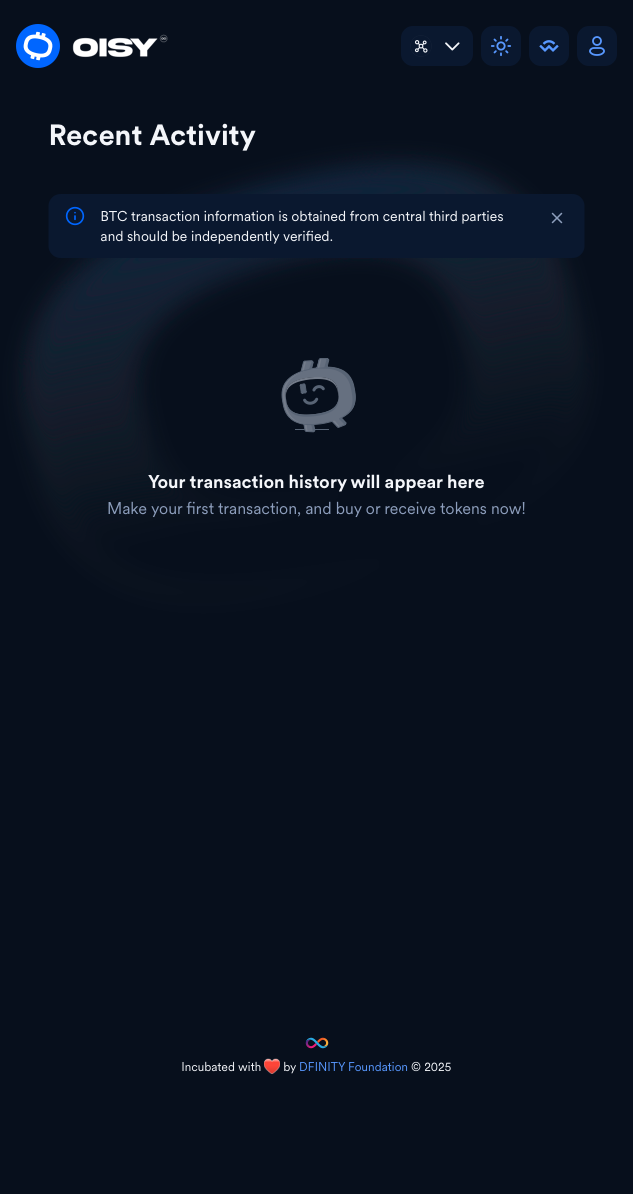 OISY
Recent Activity
BTC transaction information is obtained from central third parties
and should be independently verified.
Your transaction history will appear here
Make your first transaction, and buy or receive tokens now!
Incubated with ❤️ by DFINITY Foundation © 2025